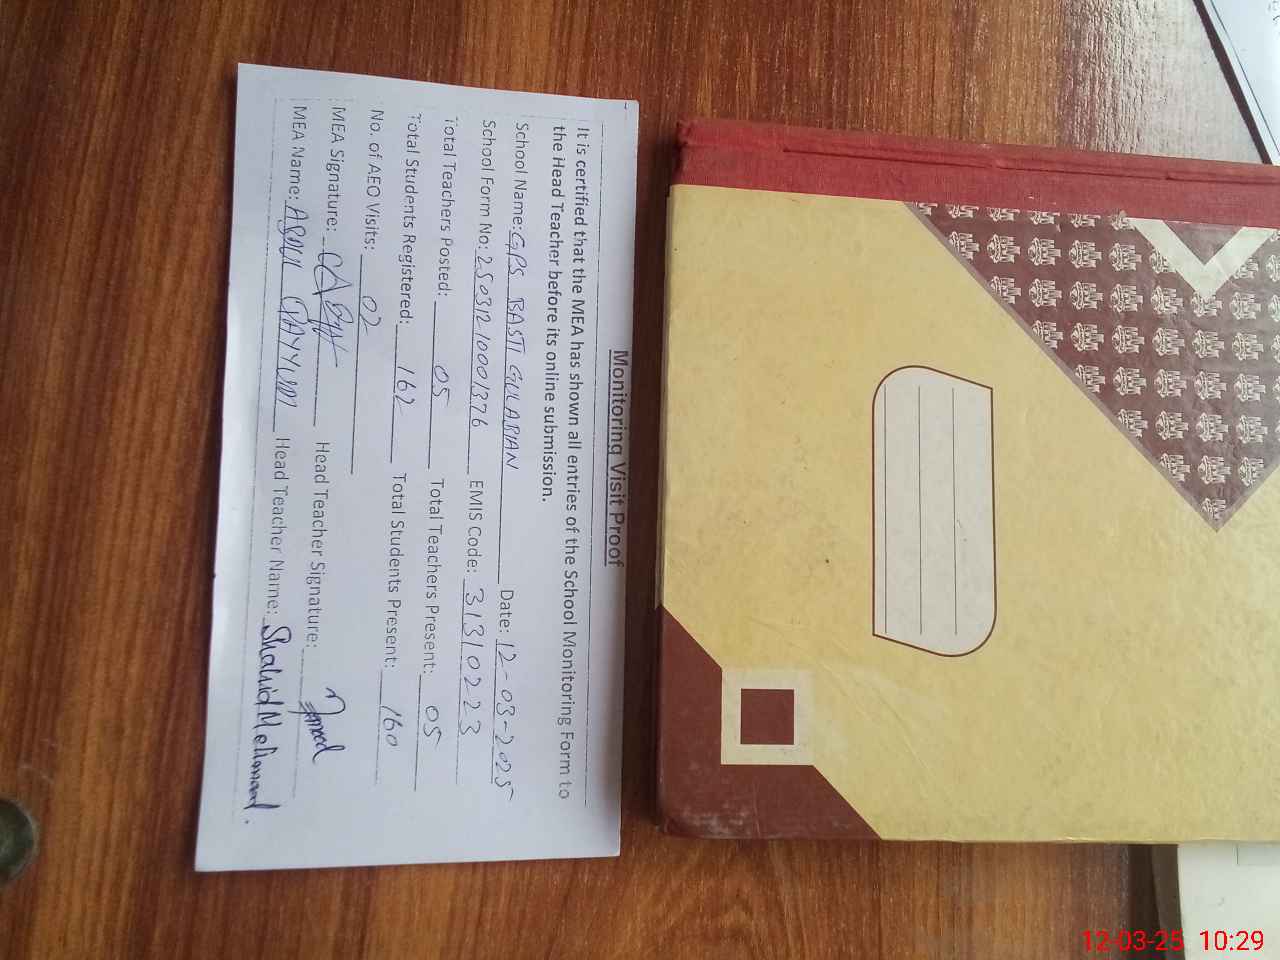 Monitoring Visit Proof
It is certified that the MEA has shown all entries of the School Monitoring Form to
the Head Teacher before its online submission.
School Name: GPS BASTI GULABIAN Date: 12-03-2025
School Form No: 25031210001376 EMIS Code: 31310223
Total Teachers Posted: 05 Total Teachers Present: 05
Total Students Registered: 162 Total Students Present: 160
No. of AEO Visits: 02
MEA Signature: Head Teacher Signature:
MEA Name: QAYYUM Head Teacher Name: Shahid Mehmood.
12-03-25 10:29